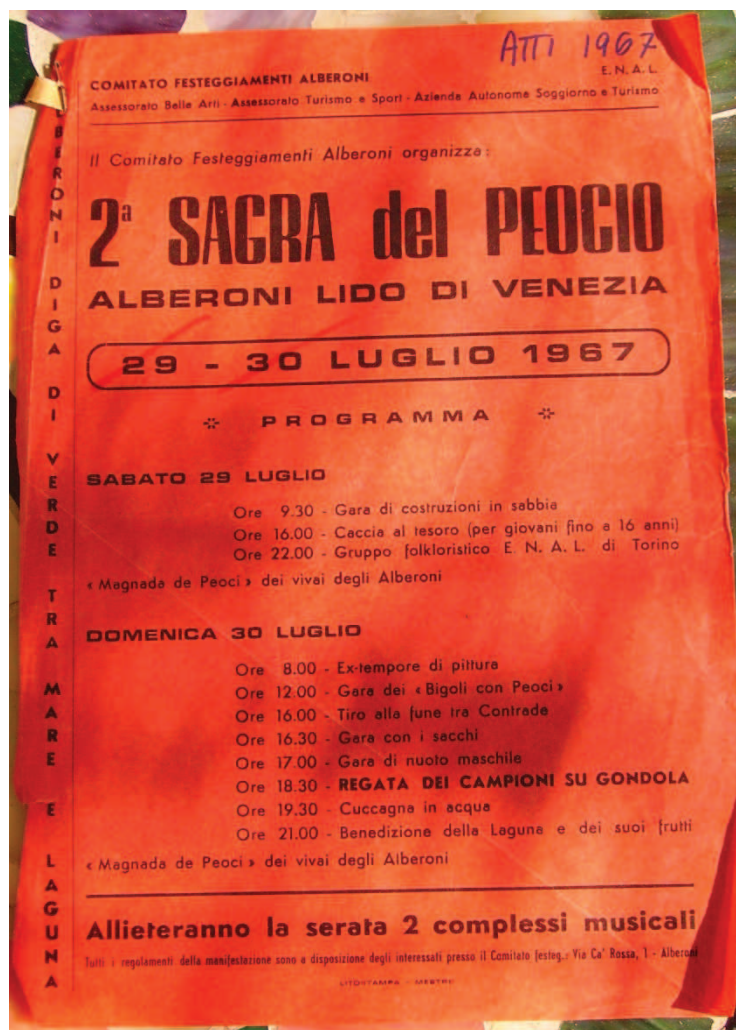 ATTI 1967
COMITATO FESTEGGIAMENTI ALBERONI
E. N. A. L.
Assessorato Belle Arti - Assessorato Turismo e Sport - Azienda Autonoma Soggiorno e Turismo
Il Comitato Festeggiamenti Alberoni organizza :
2ª SAGRA del PEOCIO
ALBERONI LIDO DI VENEZIA
29 - 30 LUGLIO 1967
PROGRAMMA
SABATO 29 LUGLIO
Ore 9.30 - Gara di costruzioni in sabbia
Ore 16.00 - Caccia al tesoro (per giovani fino a 16 anni)
Ore 22.00 - Gruppo folkloristico E. N. A. L. di Torino
« Magnada de Peoci » dei vivai degli Alberoni
DOMENICA 30 LUGLIO
Ore 8.00 - Ex-tempore di pittura
Ore 12.00 - Gara dei « Bigoli con Peoci »
Ore 16.00 - Tiro alla fune tra Contrade
Ore 16.30 - Gara con i sacchi
Ore 17.00 - Gara di nuoto maschile
Ore 18.30 - REGATA DEI CAMPIONI SU GONDOLA
Ore 19.30 - Cuccagna in acqua
Ore 21.00 - Benedizione della Laguna e dei suoi frutti
« Magnada de Peoci » dei vivai degli Alberoni
Allieteranno la serata 2 complessi musicali
Tutti i regolamenti della manifestazione sono a disposizione degli interessati presso il Comitato festeg.: Via Ca' Rossa, 1 - Alberoni
LITOSTAMPA - MESTRE
ALBERONI DIGA DI VERDE TRA MARE E LAGUNA